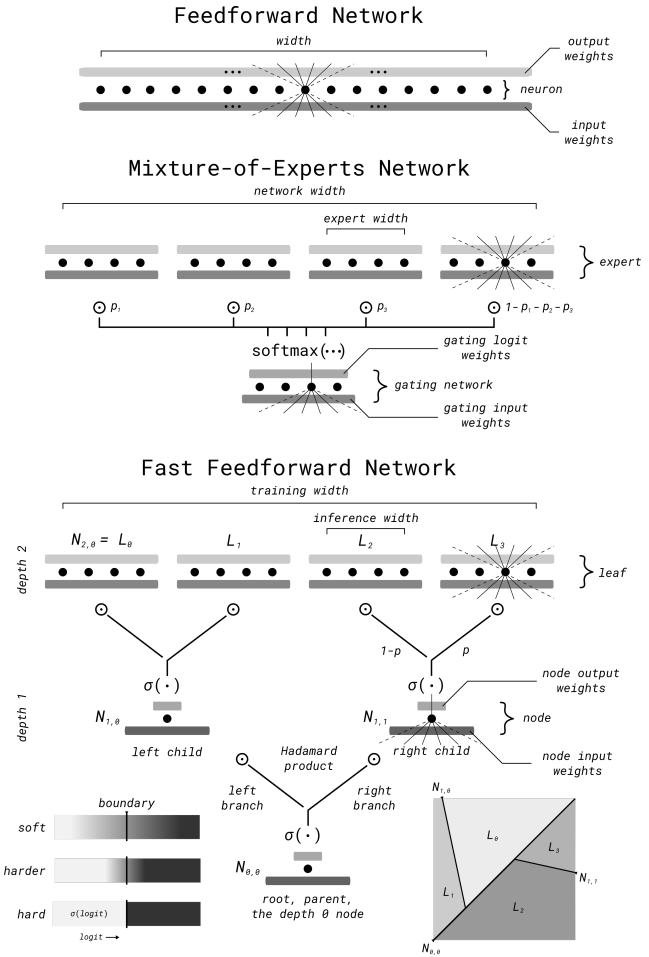 Feedforward Network
width
output
weights
neuron
input
weights
Mixture-of-Experts Network
network width
expert width
expert
p₁
p₂
p₃
1-p₁-p₂-p₃
softmax(···)
gating logit
weights
gating network
gating input
weights
Fast Feedforward Network
training width
inference width
depth 2
N₂,₀ = L₀
L₁
L₂
L₃
leaf
1-p
p
σ(·)
σ(·)
node output
weights
depth 1
N₁,₀
N₁,₁
node
left child
right child
node input
weights
Hadamard
product
left
branch
right
branch
boundary
soft
harder
hard
σ(logit)
logit
σ(·)
N₀,₀
root, parent,
the depth 0 node
N₁,₀
L₀
L₃
N₁,₁
L₁
L₂
N₀,₀